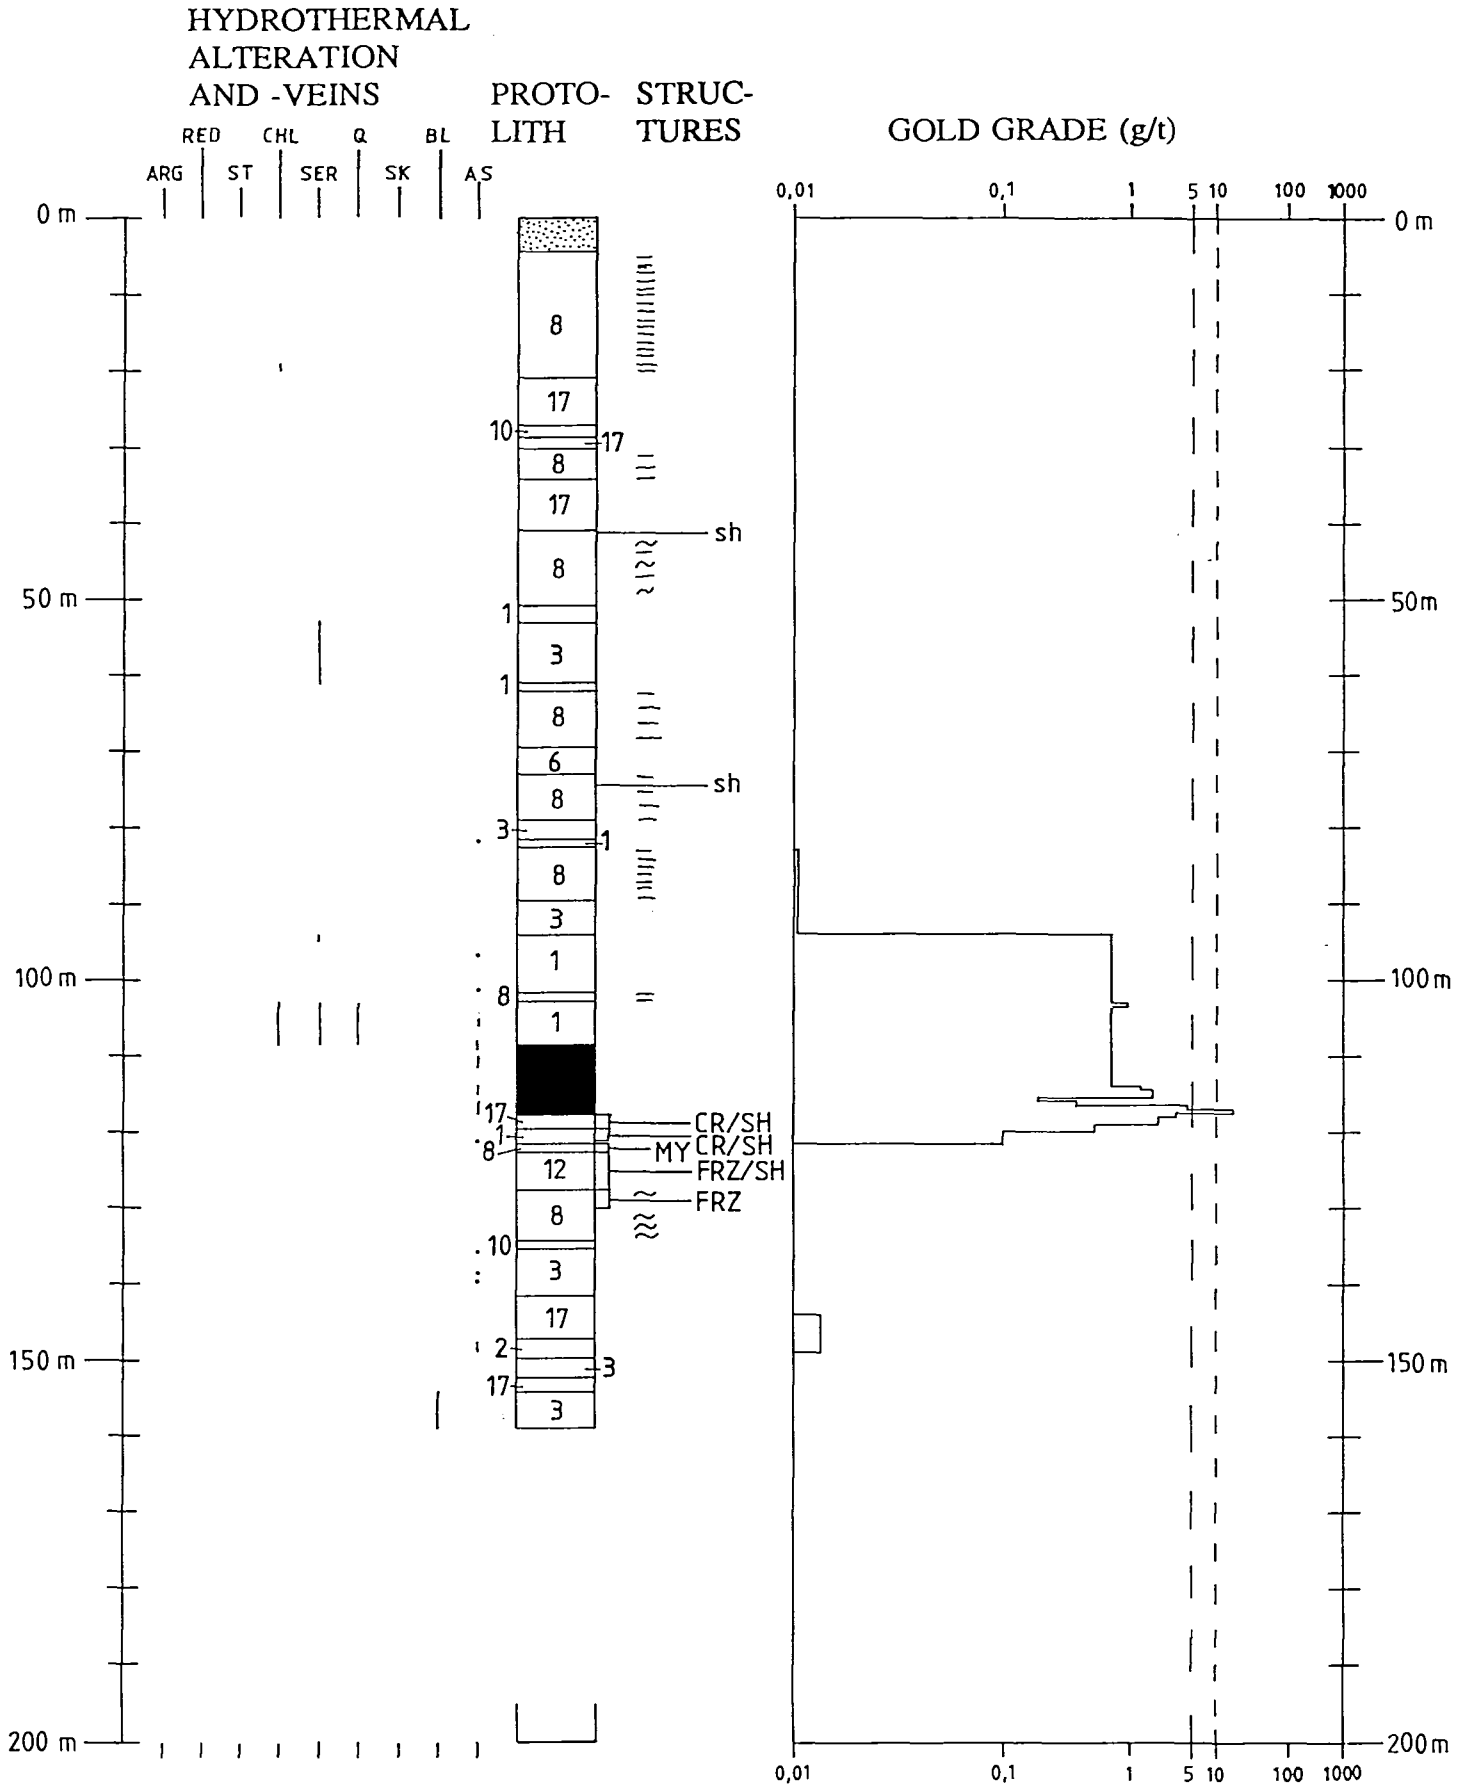 HYDROTHERMAL
ALTERATION
AND -VEINS
PROTO-
LITH
STRUC-
TURES
GOLD GRADE (g/t)
RED CHL Q BL
ARG ST SER SK AS
0,01 0,1 1 5 10 100 1000
0 m 0 m
8
17
10
17
8
17
sh
8
50 m 50m
1
3
1
8
6
sh
8
3
1
8
3
1
100 m 100m
8
1
17 CR/SH
1 CR/SH
8 MY
12 FRZ/SH
FRZ
8
10
3
17
2
150 m 3 150m
17
3
200 m 200m
0,01 0,1 1 5 10 100 1000